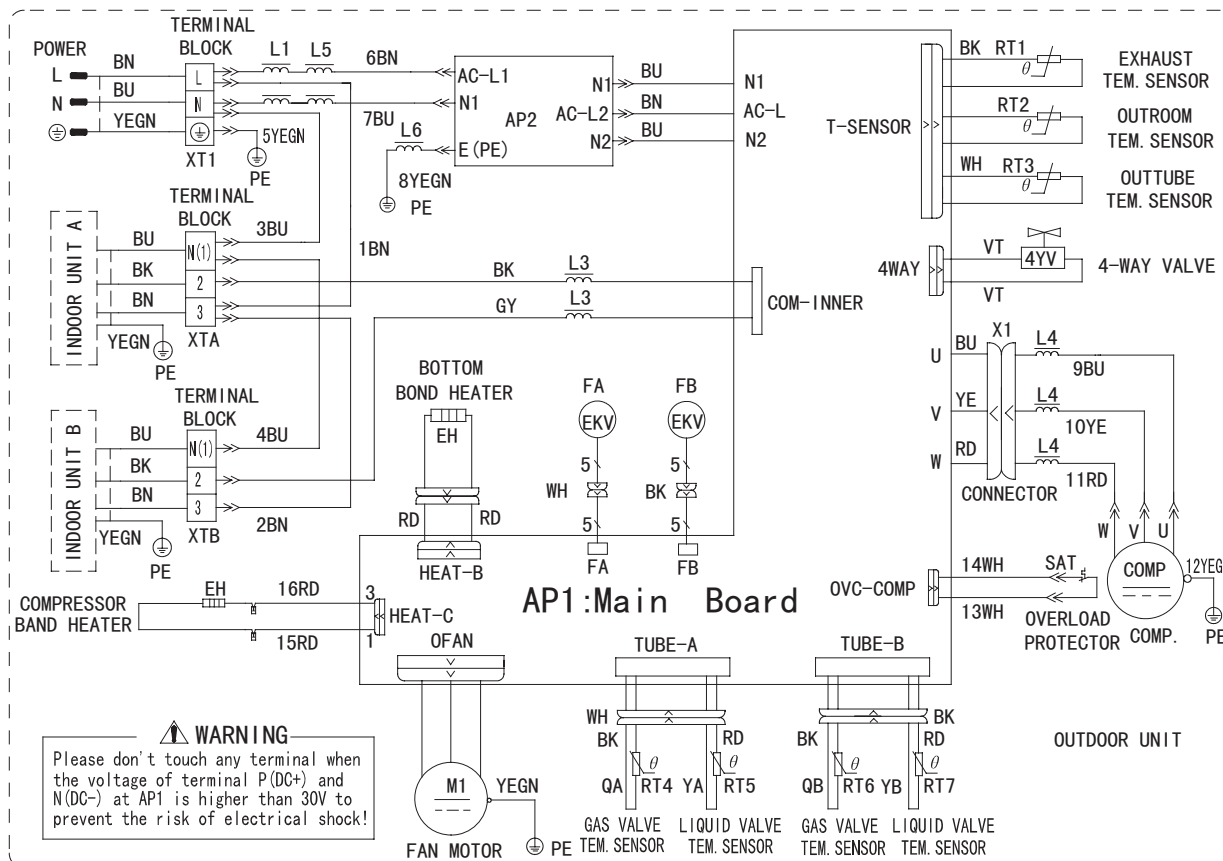 POWER
TERMINAL
BLOCK
L
BN
N
BU
YEGN
L
N
XT1
L1
L5
6BN
7BU
5YEGN
PE
L6
8YEGN
PE
AC-L1
N1
E(PE)
AP2
N1
AC-L2
N2
BU
BN
BU
N1
AC-L
N2
T-SENSOR
BK
RT1
θ
EXHAUST
TEM. SENSOR
RT2
θ
OUTROOM
TEM. SENSOR
WH
RT3
θ
OUTTUBE
TEM. SENSOR
INDOOR UNIT A
BU
BK
BN
YEGN
PE
TERMINAL
BLOCK
N(1)
2
3
XTA
3BU
1BN
BK
L3
GY
L3
COM-INNER
4WAY
VT
4YV
VT
4-WAY VALVE
INDOOR UNIT B
BU
BK
BN
YEGN
PE
TERMINAL
BLOCK
N(1)
2
3
XTB
4BU
2BN
BOTTOM
BOND HEATER
EH
RD
RD
HEAT-B
FA
EKV
5
WH
5
FA
FB
EKV
5
BK
5
FB
U
BU
V
YE
W
RD
X1
CONNECTOR
L4
9BU
L4
10YE
L4
11RD
W
V
U
COMP
COMP.
12YEG
PE
OVC-COMP
14WH
SAT
13WH
OVERLOAD
PROTECTOR
COMPRESSOR
BAND HEATER
EH
16RD
15RD
3
1
HEAT-C
AP1:Main Board
OFAN
M1
YEGN
PE
FAN MOTOR
TUBE-A
WH
BK
RD
θ
θ
QA
RT4
YA
RT5
GAS VALVE
TEM. SENSOR
LIQUID VALVE
TEM. SENSOR
TUBE-B
BK
BK
RD
θ
θ
QB
RT6
YB
RT7
GAS VALVE
TEM. SENSOR
LIQUID VALVE
TEM. SENSOR
OUTDOOR UNIT
WARNING
Please don't touch any terminal when
the voltage of terminal P(DC+) and
N(DC-) at AP1 is higher than 30V to
prevent the risk of electrical shock!